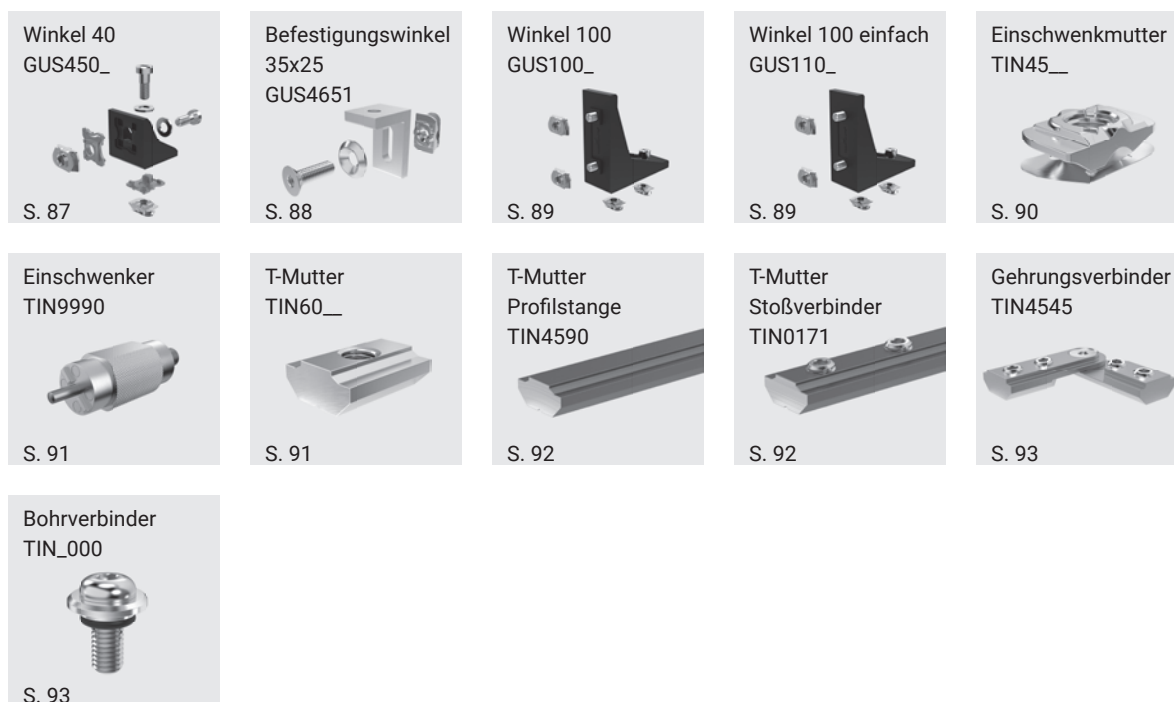 Winkel 40
GUS450_
S. 87
Befestigungswinkel
35x25
GUS4651
S. 88
Winkel 100
GUS100_
S. 89
Winkel 100 einfach
GUS110_
S. 89
Einschwenkmutter
TIN45__
S. 90
Einschwenker
TIN9990
S. 91
T-Mutter
TIN60__
S. 91
T-Mutter
Profilstange
TIN4590
S. 92
T-Mutter
Stoßverbinder
TIN0171
S. 92
Gehrungsverbinder
TIN4545
S. 93
Bohrverbinder
TIN_000
S. 93